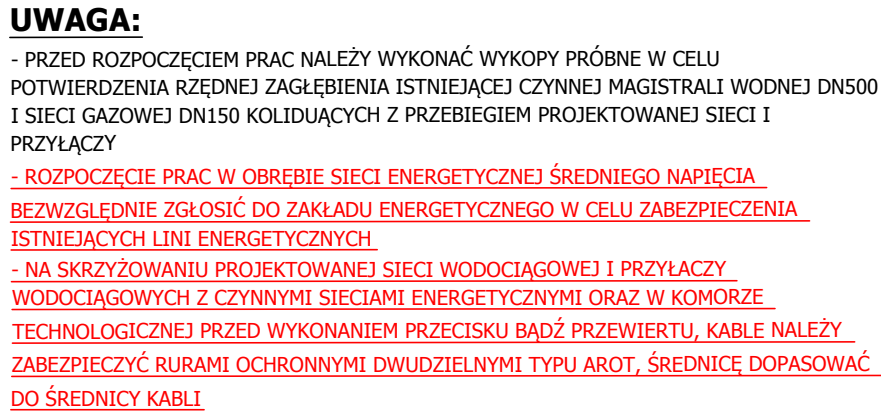 UWAGA:
- PRZED ROZPOCZĘCIEM PRAC NALEŻY WYKONAĆ WYKOPY PRÓBNE W CELU
POTWIERDZENIA RZĘDNEJ ZAGŁĘBIENIA ISTNIEJĄCEJ CZYNNEJ MAGISTRALI WODNEJ DN500
I SIECI GAZOWEJ DN150 KOLIDUĄCYCH Z PRZEBIEGIEM PROJEKTOWANEJ SIECI I
PRZYŁĄCZY
- ROZPOCZĘCIE PRAC W OBRĘBIE SIECI ENERGETYCZNEJ ŚREDNIEGO NAPIĘCIA
BEZWZGLĘDNIE ZGŁOSIĆ DO ZAKŁADU ENERGETYCZNEGO W CELU ZABEZPIECZENIA
ISTNIEJĄCYCH LINI ENERGETYCZNYCH
- NA SKRZYŻOWANIU PROJEKTOWANEJ SIECI WODOCIĄGOWEJ I PRZYŁACZY
WODOCIĄGOWYCH Z CZYNNYMI SIECIAMI ENERGETYCZNYMI ORAZ W KOMORZE
TECHNOLOGICZNEJ PRZED WYKONANIEM PRZECISKU BĄDŹ PRZEWIERTU, KABLE NALEŻY
ZABEZPIECZYĆ RURAMI OCHRONNYMI DWUDZIELNYMI TYPU AROT, ŚREDNICĘ DOPASOWAĆ
DO ŚREDNICY KABLI